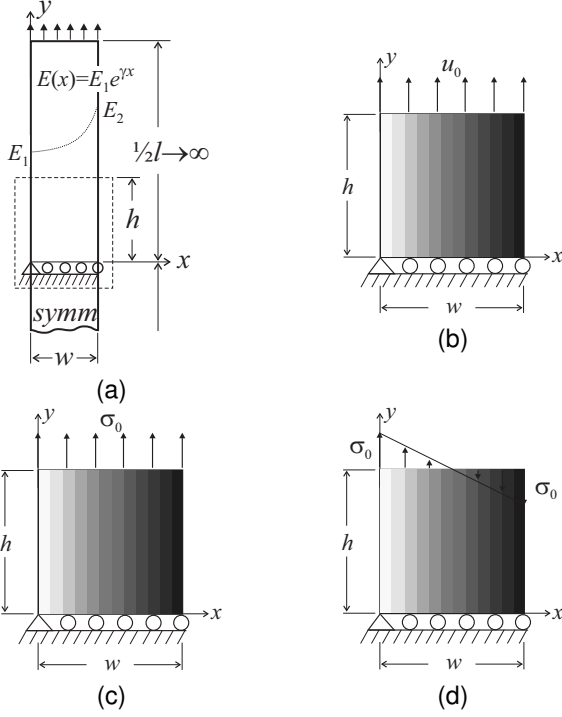 y
E(x)=E₁e^γx
E₂
E₁
½l→∞
h
x
symm
w
(a)
y
u₀
h
x
w
(b)
y
σ₀
h
x
w
(c)
y
σ₀
σ₀
h
x
w
(d)